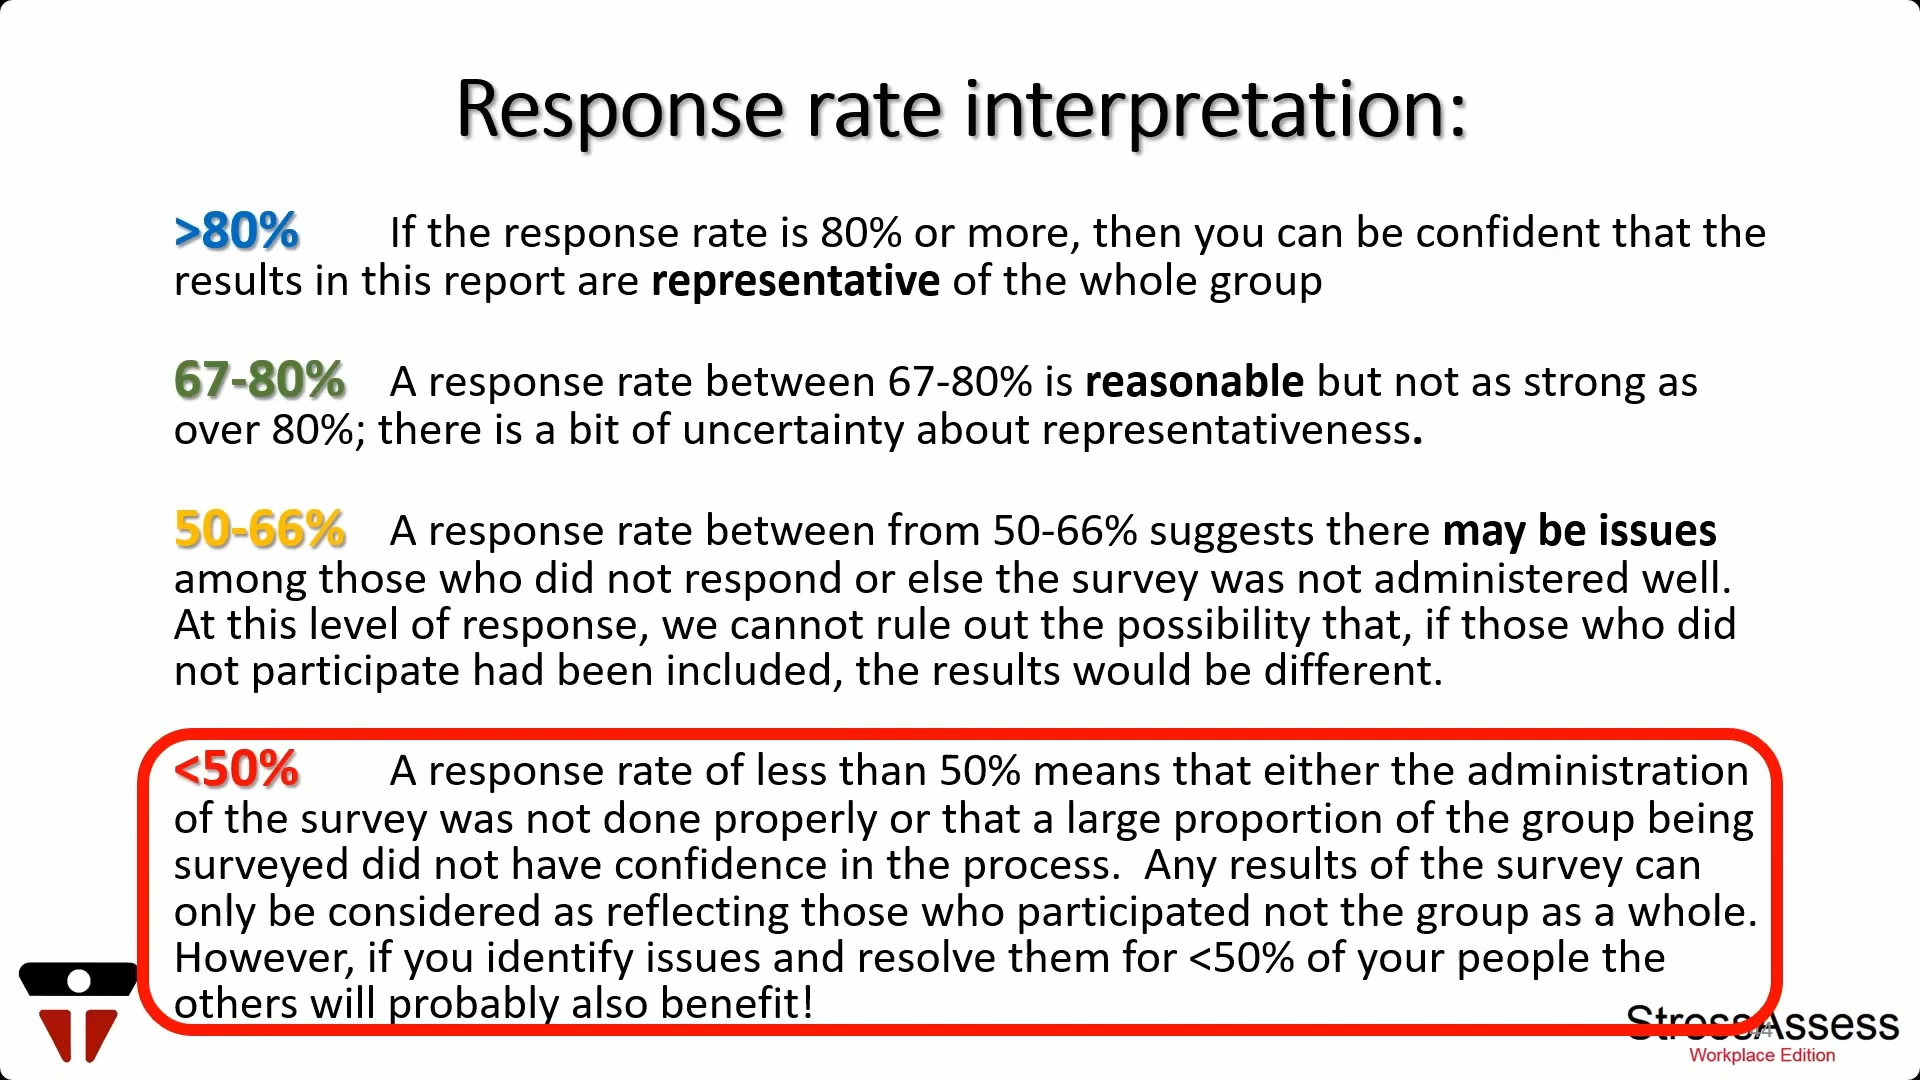 Response rate interpretation:
>80% If the response rate is 80% or more, then you can be confident that the
results in this report are representative of the whole group
67-80% A response rate between 67-80% is reasonable but not as strong as
over 80%; there is a bit of uncertainty about representativeness.
50-66% A response rate between from 50-66% suggests there may be issues
among those who did not respond or else the survey was not administered well.
At this level of response, we cannot rule out the possibility that, if those who did
not participate had been included, the results would be different.
<50% A response rate of less than 50% means that either the administration
of the survey was not done properly or that a large proportion of the group being
surveyed did not have confidence in the process. Any results of the survey can
only be considered as reflecting those who participated not the group as a whole.
However, if you identify issues and resolve them for <50% of your people the
others will probably also benefit!
StressAssess
Workplace Edition